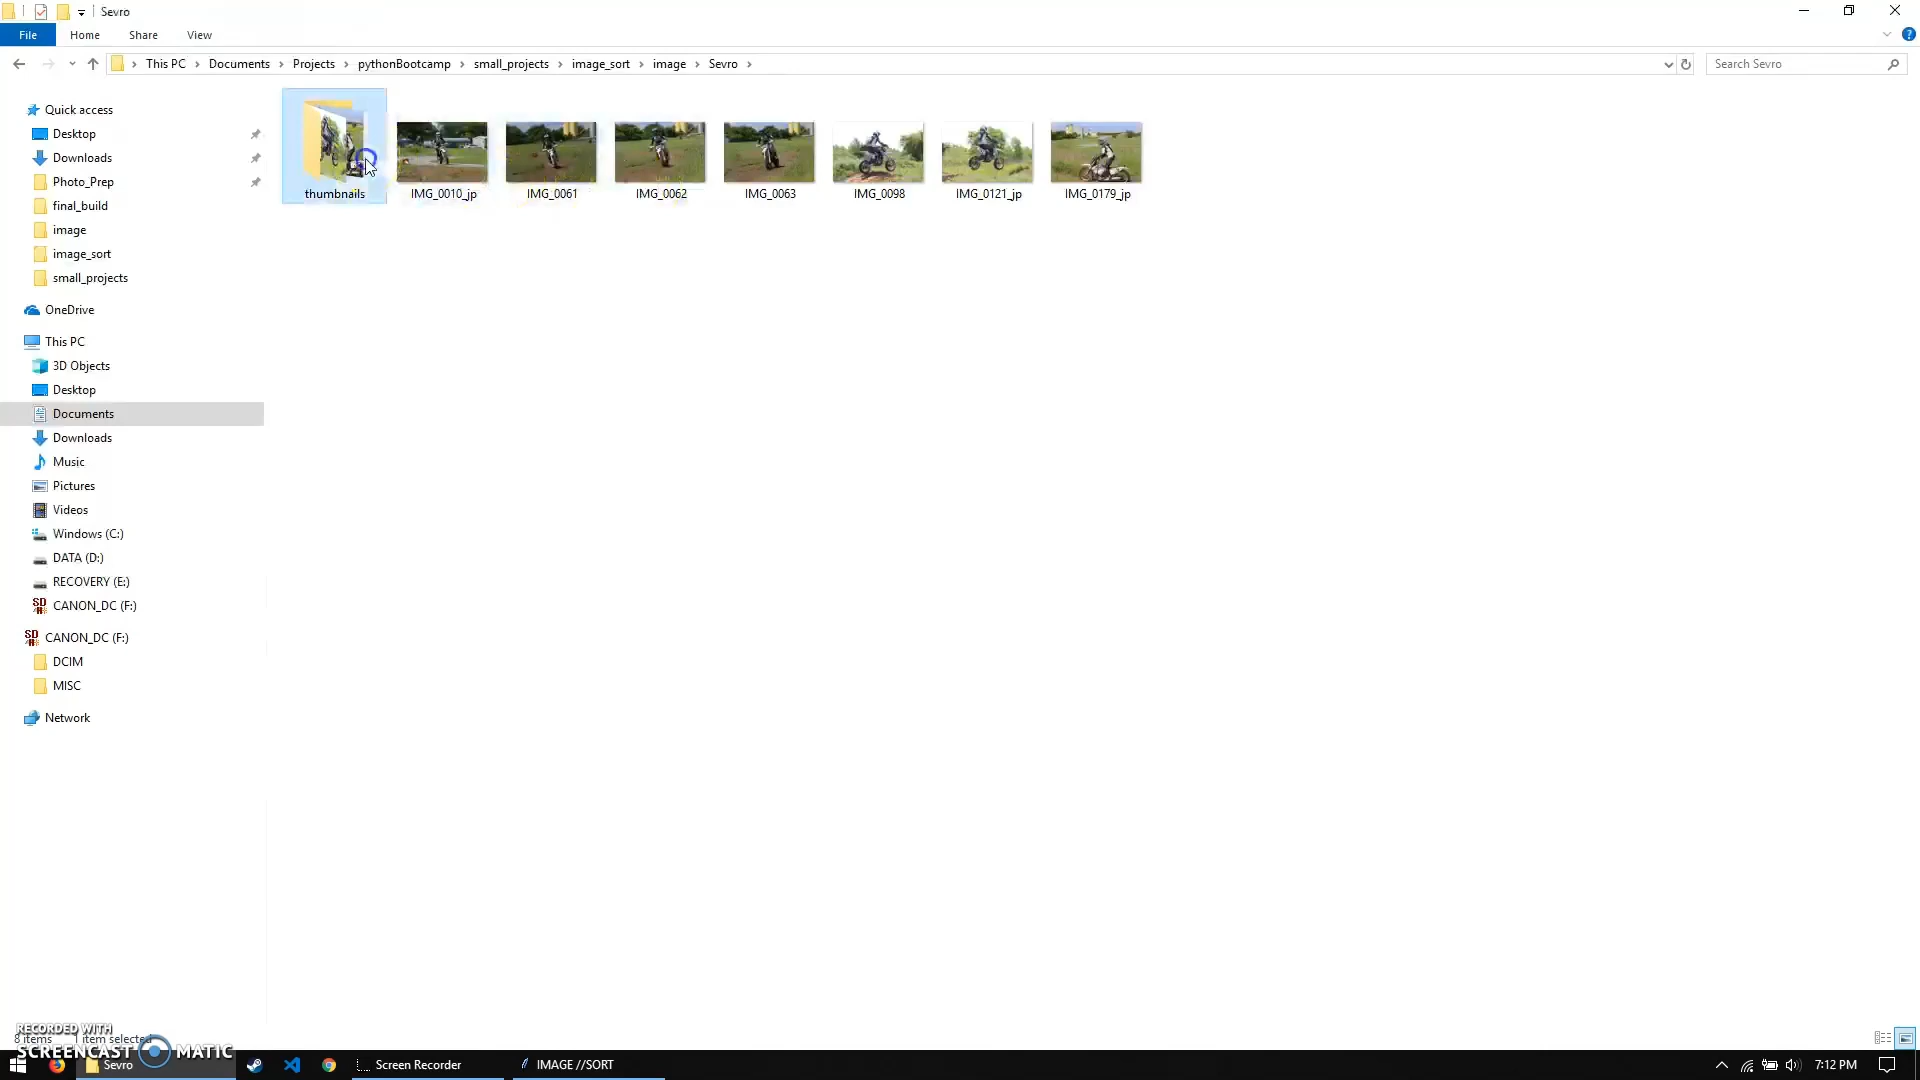 Sevro
File Home Share View
This PC Documents Projects pythonBootcamp small_projects image_sort image Sevro
Search Sevro
Quick access
Desktop
Downloads
Photo_Prep
final_build
image
image_sort
small_projects
OneDrive
This PC
3D Objects
Desktop
Documents
Downloads
Music
Pictures
Videos
Windows (C:)
DATA (D:)
RECOVERY (E:)
CANON_DC (F:)
CANON_DC (F:)
DCIM
MISC
Network
thumbnails IMG_0010_jp IMG_0061 IMG_0062 IMG_0063 IMG_0098 IMG_0121_jp IMG_0179_jp
8 items 1 item selected
RECORDED WITH
SCREENCAST MATIC
Sevro Screen Recorder IMAGE //SORT 7:12 PM